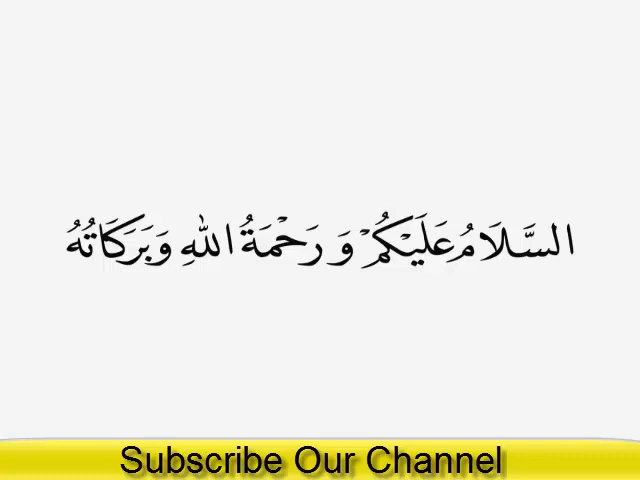 السَّلَامُ عَلَيْكُمْ وَ رَحْمَةُ اللهِ وَبَرَكَاتُهُ
Subscribe Our Channel